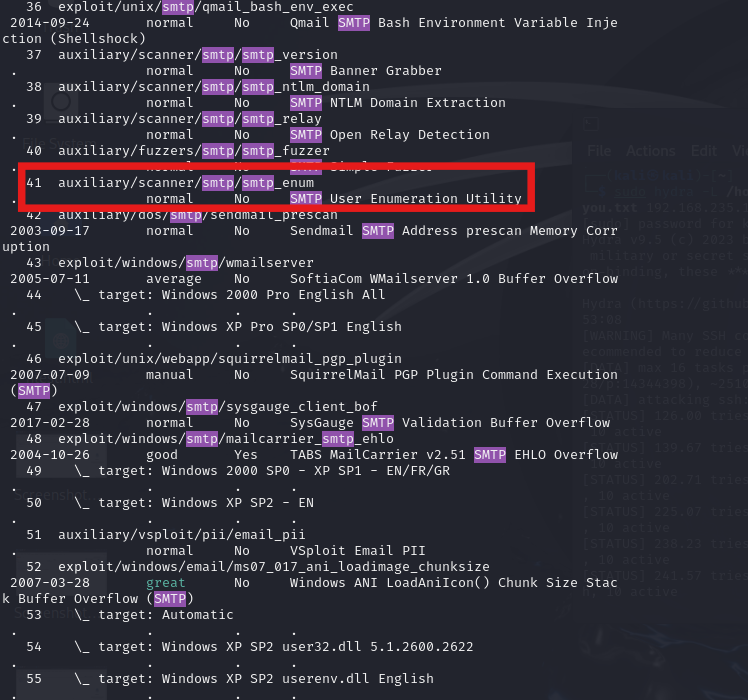 36  exploit/unix/smtp/qmail_bash_env_exec
2014-09-24       normal     No     Qmail SMTP Bash Environment Variable Inje
ction (Shellshock)
37  auxiliary/scanner/smtp/smtp_version
.                normal     No     SMTP Banner Grabber
38  auxiliary/scanner/smtp/smtp_ntlm_domain
.                normal     No     SMTP NTLM Domain Extraction
39  auxiliary/scanner/smtp/smtp_relay
.                normal     No     SMTP Open Relay Detection
40  auxiliary/fuzzers/smtp/smtp_fuzzer
.                normal     No     SMTP Simple Fuzzer
41  auxiliary/scanner/smtp/smtp_enum
.                normal     No     SMTP User Enumeration Utility
42  auxiliary/dos/smtp/sendmail_prescan
2003-09-17       normal     No     Sendmail SMTP Address prescan Memory Corr
uption
43  exploit/windows/smtp/wmailserver
2005-07-11       average    No     SoftiaCom WMailserver 1.0 Buffer Overflow
44    \_ target: Windows 2000 Pro English All
.                .          .      .
45    \_ target: Windows XP Pro SP0/SP1 English
.                .          .      .
46  exploit/unix/webapp/squirrelmail_pgp_plugin
2007-07-09       manual     No     SquirrelMail PGP Plugin Command Execution
(SMTP)
47  exploit/windows/smtp/sysgauge_client_bof
2017-02-28       normal     No     SysGauge SMTP Validation Buffer Overflow
48  exploit/windows/smtp/mailcarrier_smtp_ehlo
2004-10-26       good       Yes    TABS MailCarrier v2.51 SMTP EHLO Overflow
49    \_ target: Windows 2000 SP0 - XP SP1 - EN/FR/GR
.                .          .      .
50    \_ target: Windows XP SP2 - EN
.                .          .      .
51  auxiliary/vsploit/pii/email_pii
.                normal     No     VSploit Email PII
52  exploit/windows/email/ms07_017_ani_loadimage_chunksize
2007-03-28       great      No     Windows ANI LoadAniIcon() Chunk Size Stac
k Buffer Overflow (SMTP)
53    \_ target: Automatic
.                .          .      .
54    \_ target: Windows XP SP2 user32.dll 5.1.2600.2622
.                .          .      .
55    \_ target: Windows XP SP2 userenv.dll English
.                .          .      .
File Actions Edit